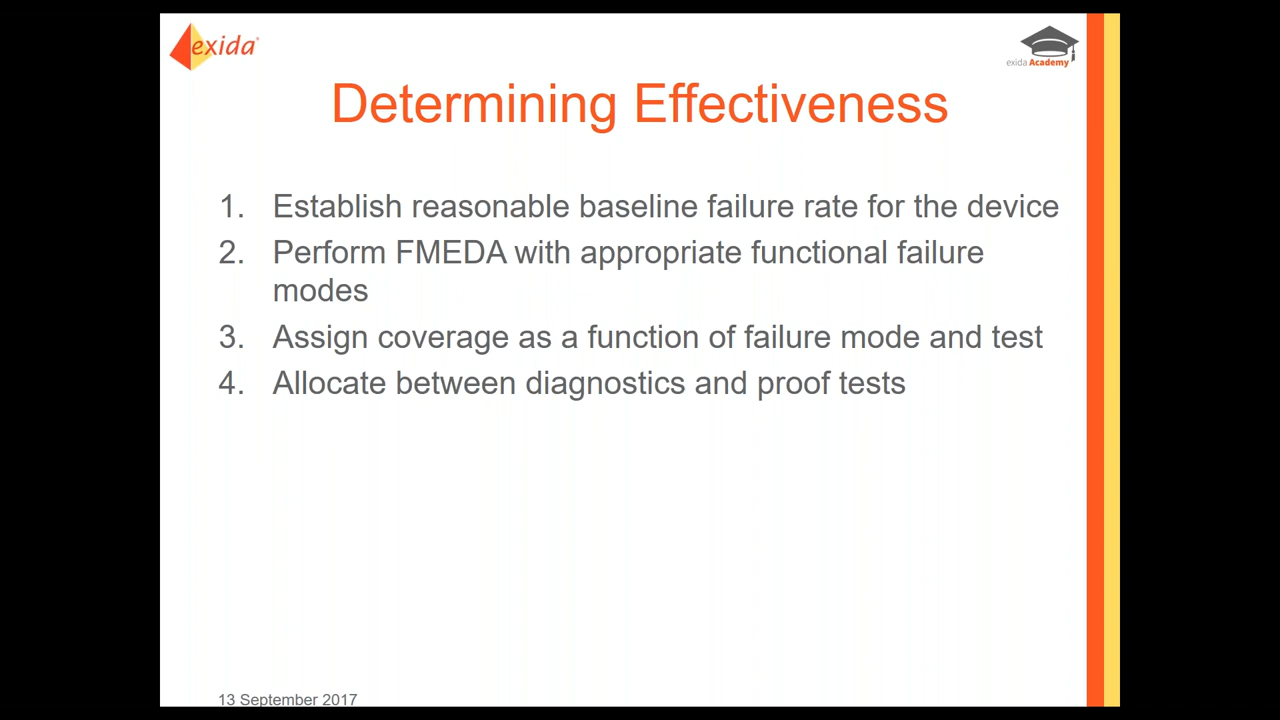 exida
exida Academy
Determining Effectiveness
1. Establish reasonable baseline failure rate for the device
2. Perform FMEDA with appropriate functional failure
modes
3. Assign coverage as a function of failure mode and test
4. Allocate between diagnostics and proof tests
13 September 2017